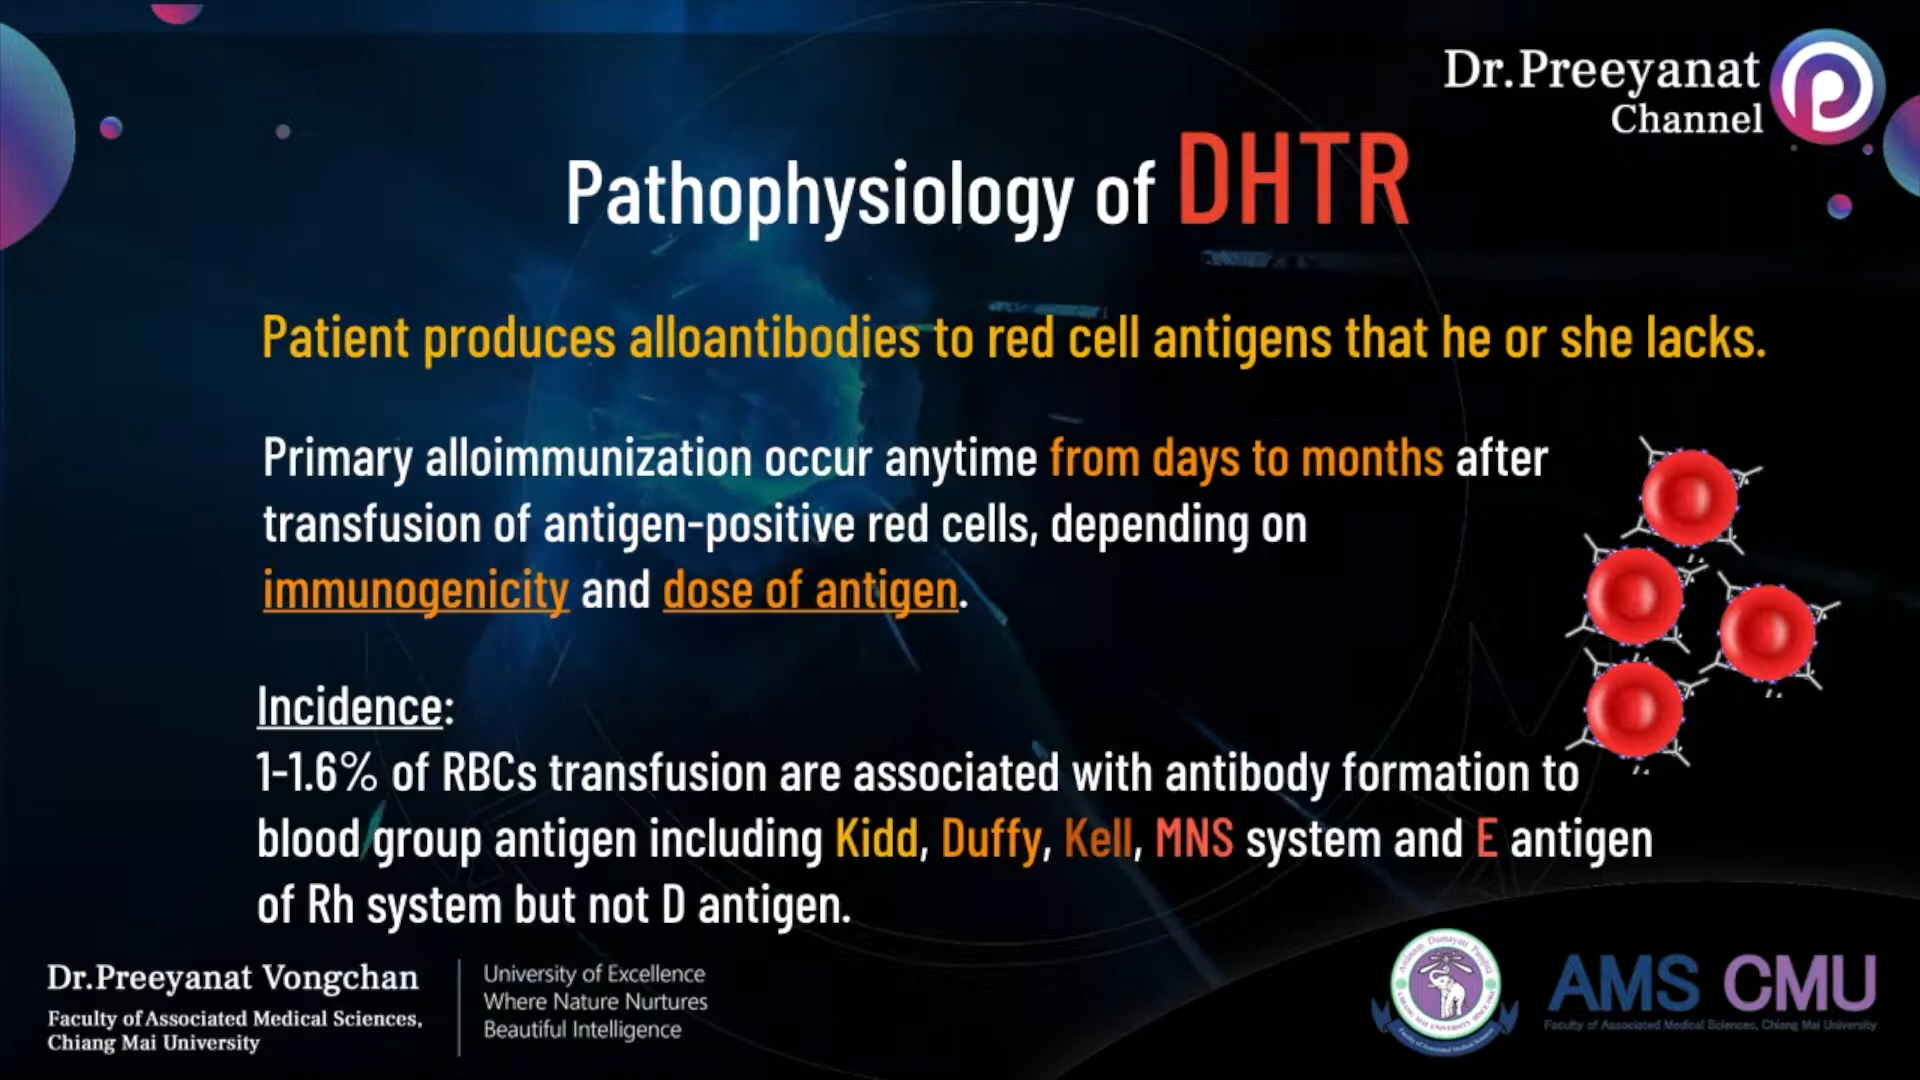 Dr.Preeyanat
Channel
Pathophysiology of DHTR
Patient produces alloantibodies to red cell antigens that he or she lacks.
Primary alloimmunization occur anytime from days to months after
transfusion of antigen-positive red cells, depending on
immunogenicity and dose of antigen.
Incidence:
1-1.6% of RBCs transfusion are associated with antibody formation to
blood group antigen including Kidd, Duffy, Kell, MNS system and E antigen
of Rh system but not D antigen.
Dr.Preeyanat Vongchan
Faculty of Associated Medical Sciences,
Chiang Mai University
University of Excellence
Where Nature Nurtures
Beautiful Intelligence
AMS CMU
Faculty of Associated Medical Sciences, Chiang Mai University